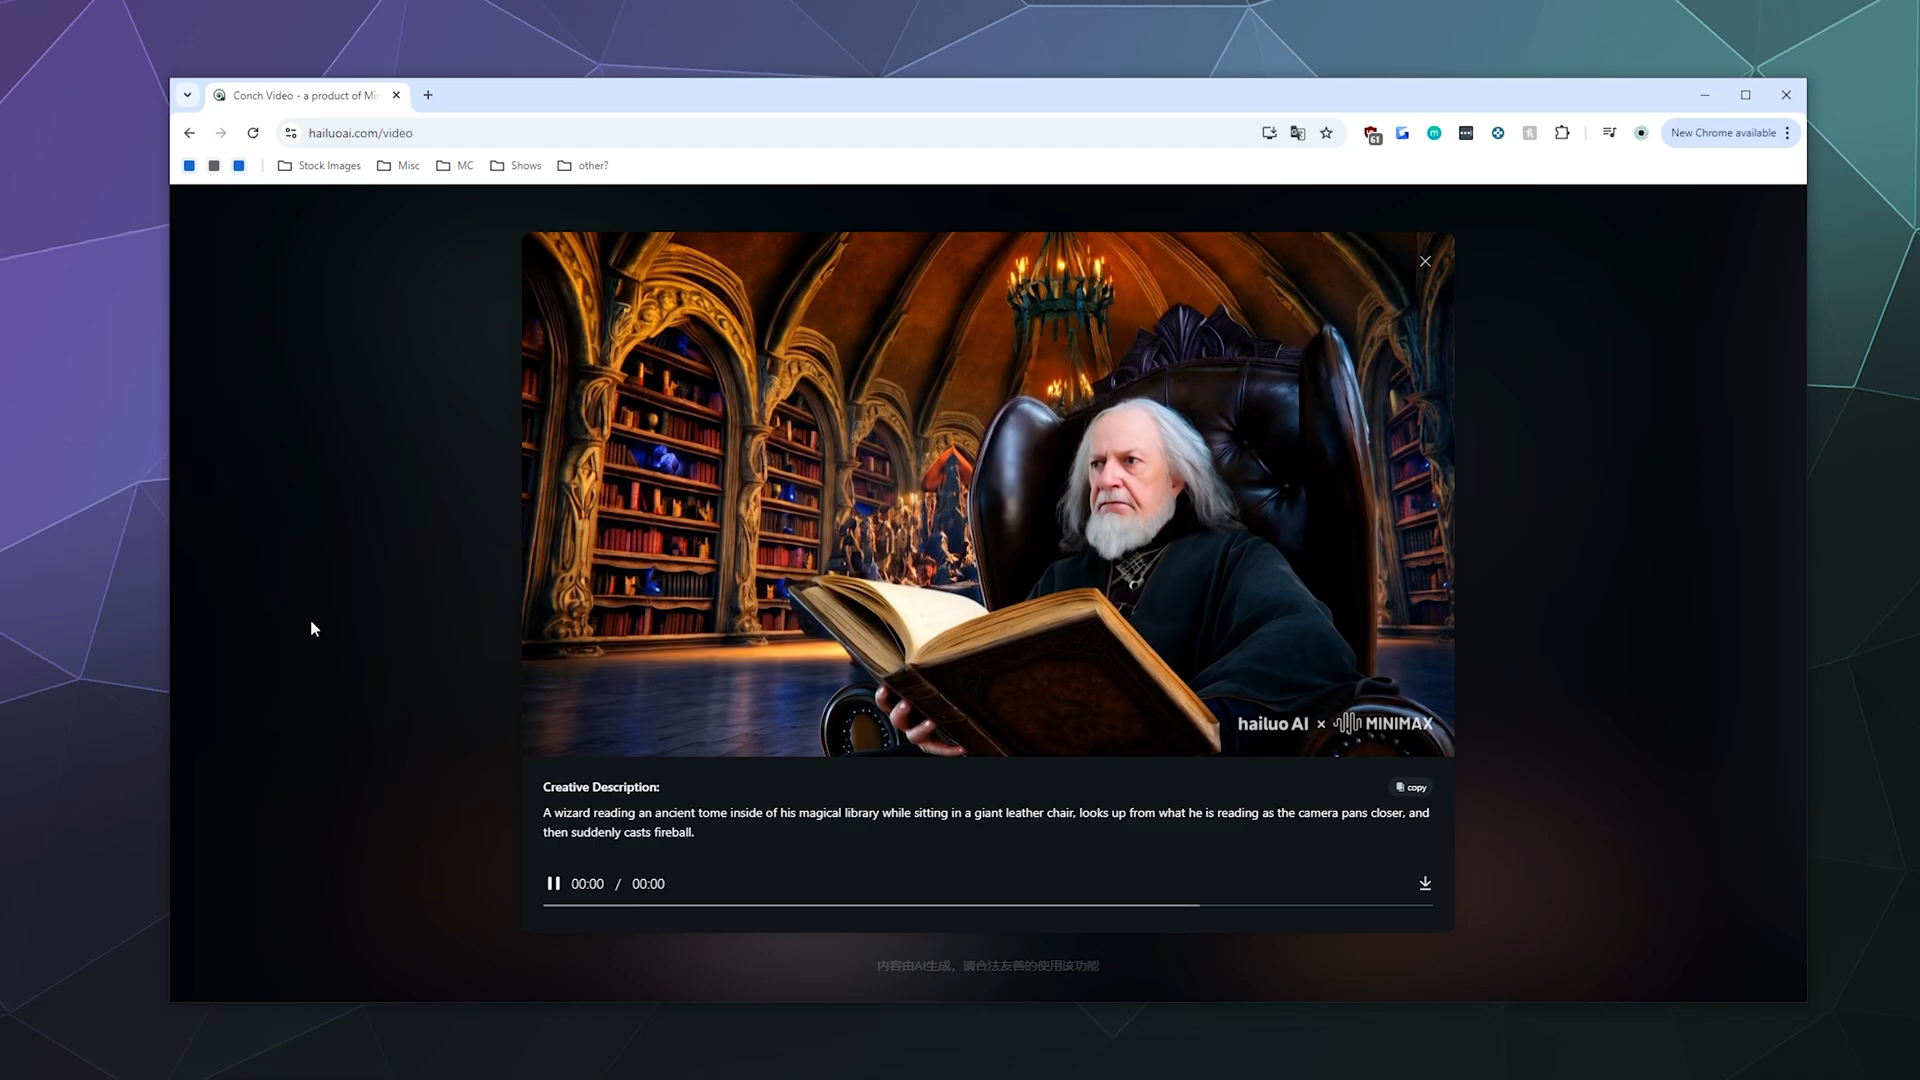 Conch Video - a product of Mi
hailuoai.com/video
61
New Chrome available
Stock Images
Misc
MC
Shows
other?
hailuo AI × MINIMAX
Creative Description:
copy
A wizard reading an ancient tome inside of his magical library while sitting in a giant leather chair, looks up from what he is reading as the camera pans closer, and
then suddenly casts fireball.
00:00 / 00:00
内容由AI生成，请合法友善的使用该功能